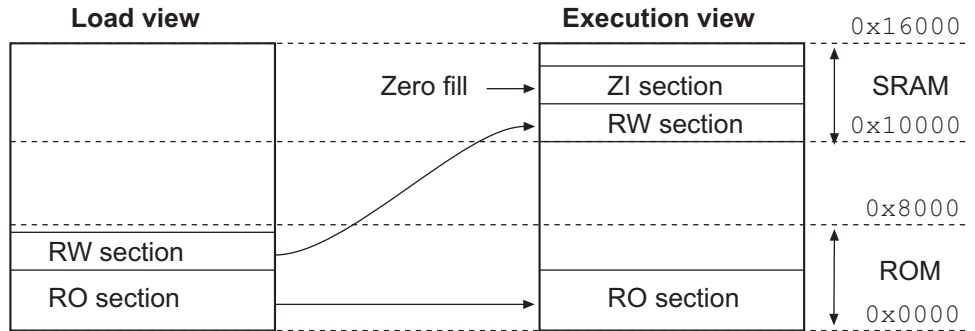 Load view
Execution view
0x16000
Zero fill
ZI section
SRAM
RW section
0x10000
0x8000
RW section
ROM
RO section
RO section
0x0000